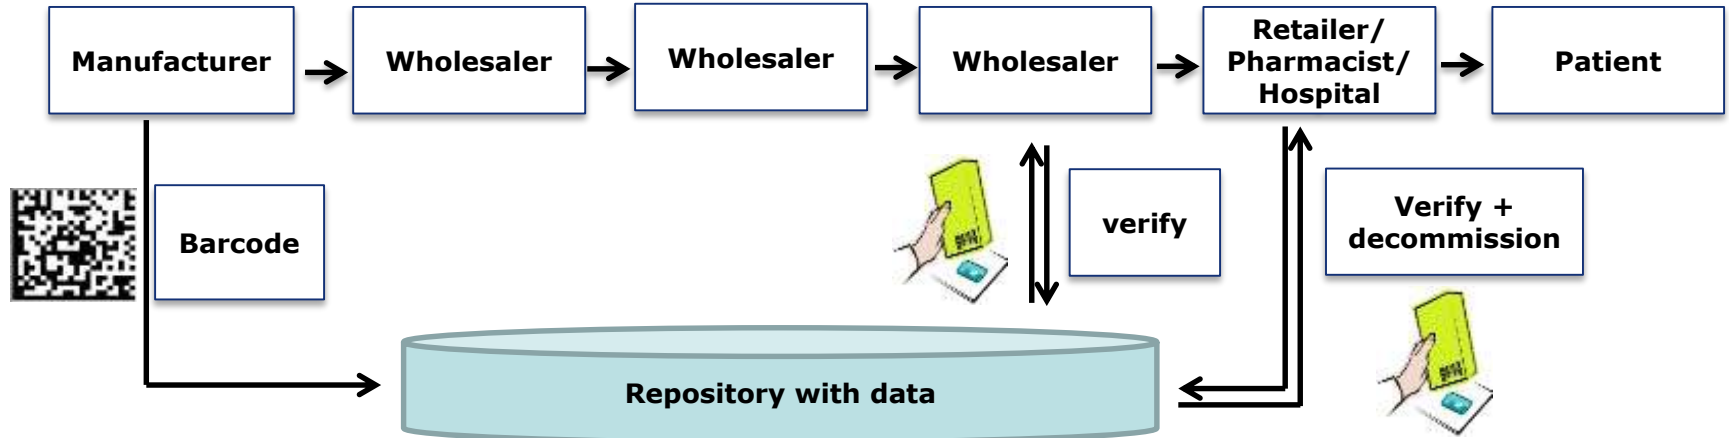 Manufacturer
Wholesaler
Wholesaler
Wholesaler
Retailer/
Pharmacist/
Hospital
Patient
Barcode
verify
Verify +
decommission
Repository with data